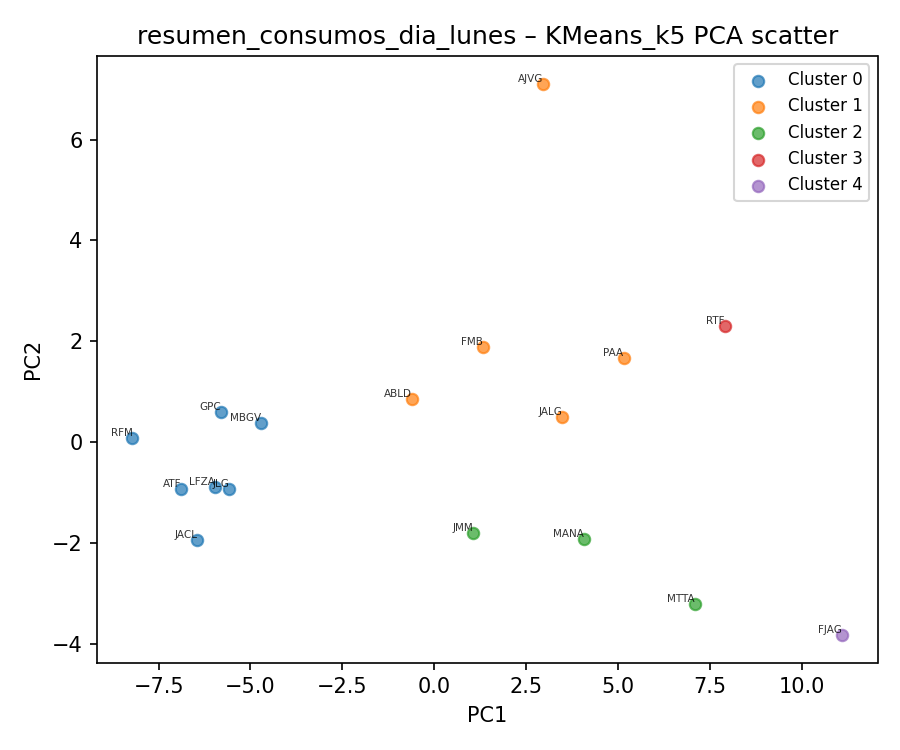 resumen_consumos_dia_lunes – KMeans_k5 PCA scatter
Cluster 0
Cluster 1
Cluster 2
Cluster 3
Cluster 4
PC2
6
4
2
0
−2
−4
AJVG
RTF
FMB
PAA
ABLD
JALG
GPC
MBGV
RFM
ATF
LFZA
JLG
JACL
JMM
MANA
MTTA
FJAG
−7.5 −5.0 −2.5 0.0 2.5 5.0 7.5 10.0
PC1